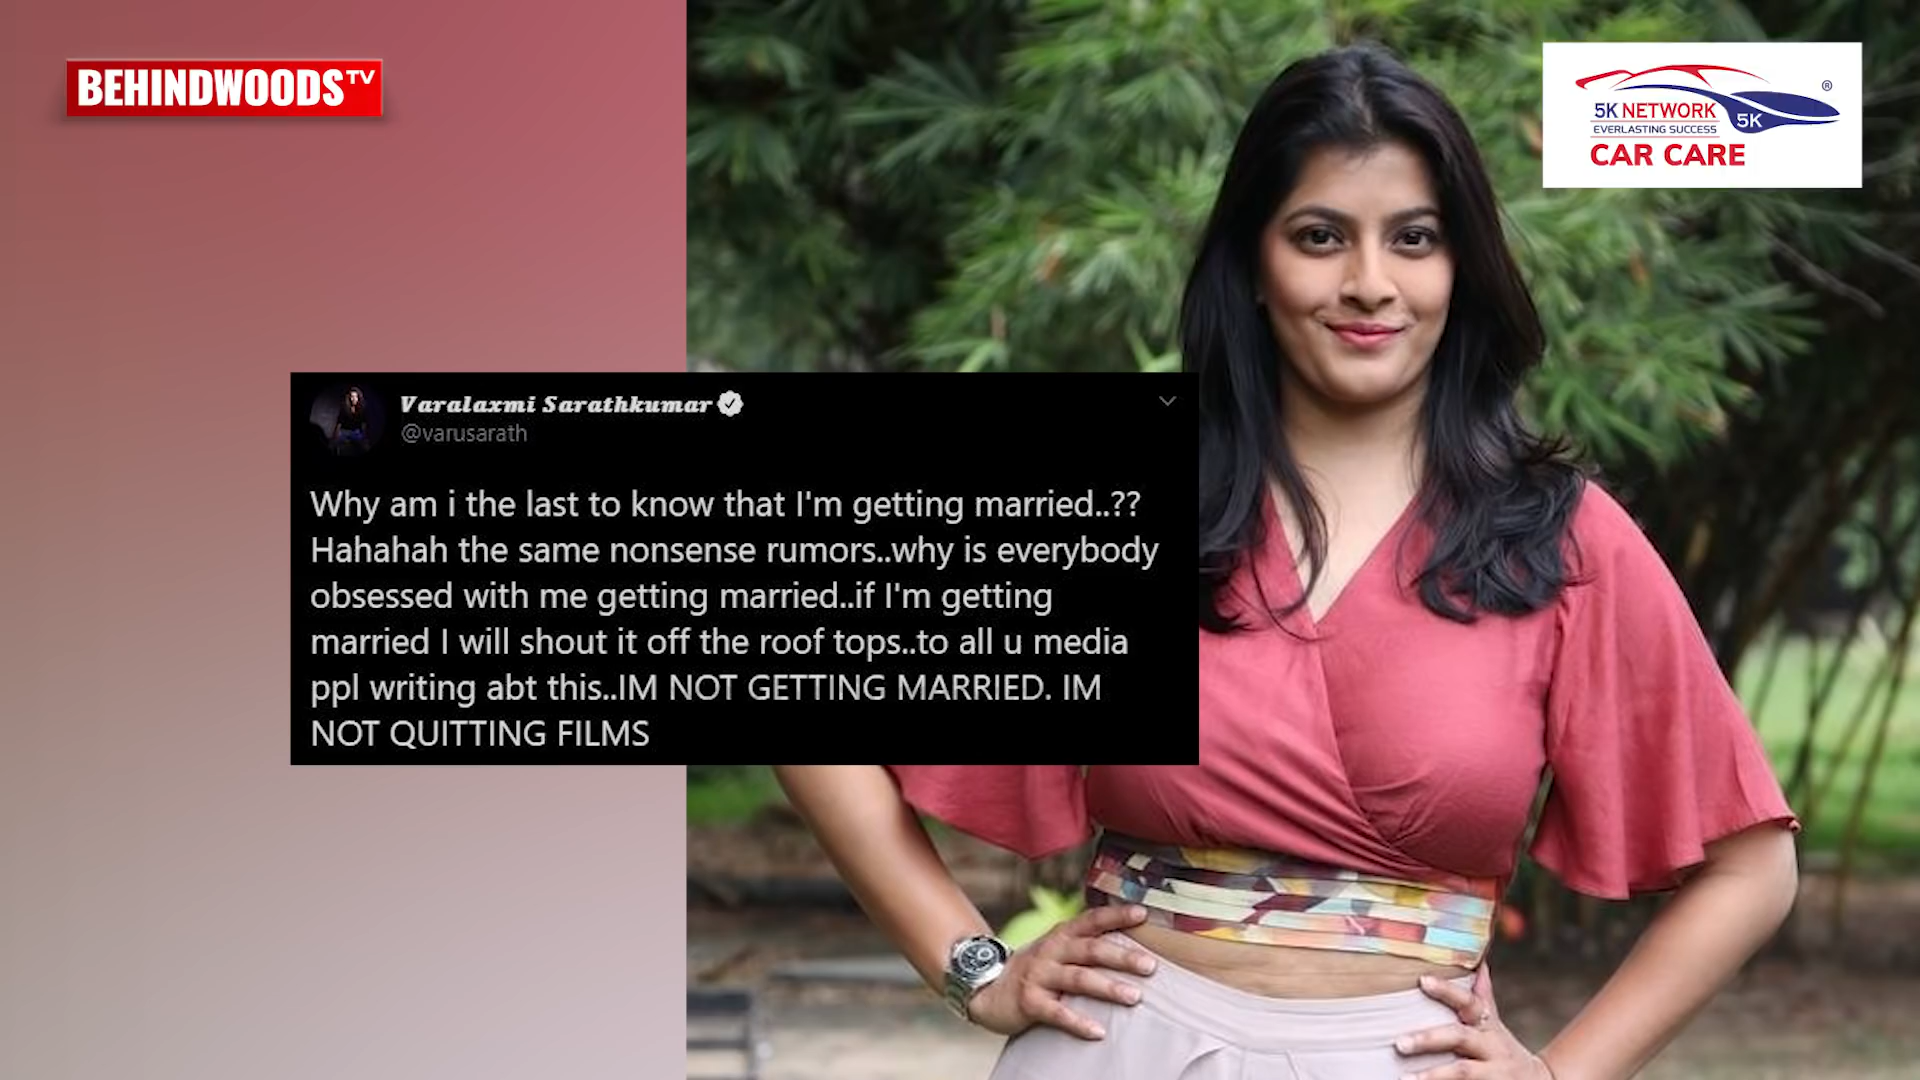 BEHINDWOODS TV
5K NETWORK
EVERLASTING SUCCESS
5K
®
CAR CARE
Varalaxmi Sarathkumar
@varusarath
Why am i the last to know that I'm getting married..??
Hahahah the same nonsense rumors..why is everybody
obsessed with me getting married..if I'm getting
married I will shout it off the roof tops..to all u media
ppl writing abt this..IM NOT GETTING MARRIED. IM
NOT QUITTING FILMS